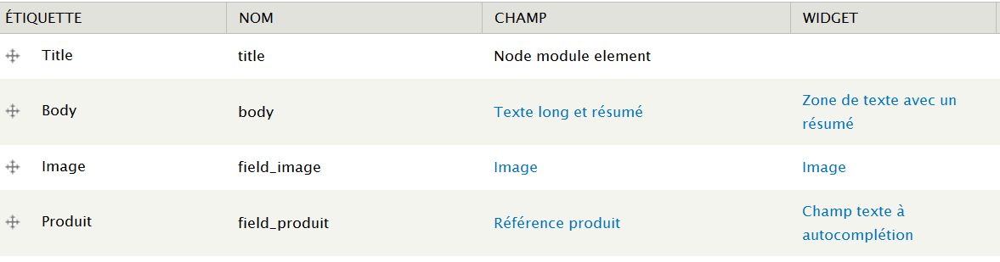 ÉTIQUETTE NOM CHAMP WIDGET
Title title Node module element
Body body Texte long et résumé Zone de texte avec un
résumé
Image field_image Image Image
Produit field_produit Référence produit Champ texte à
autocomplétion